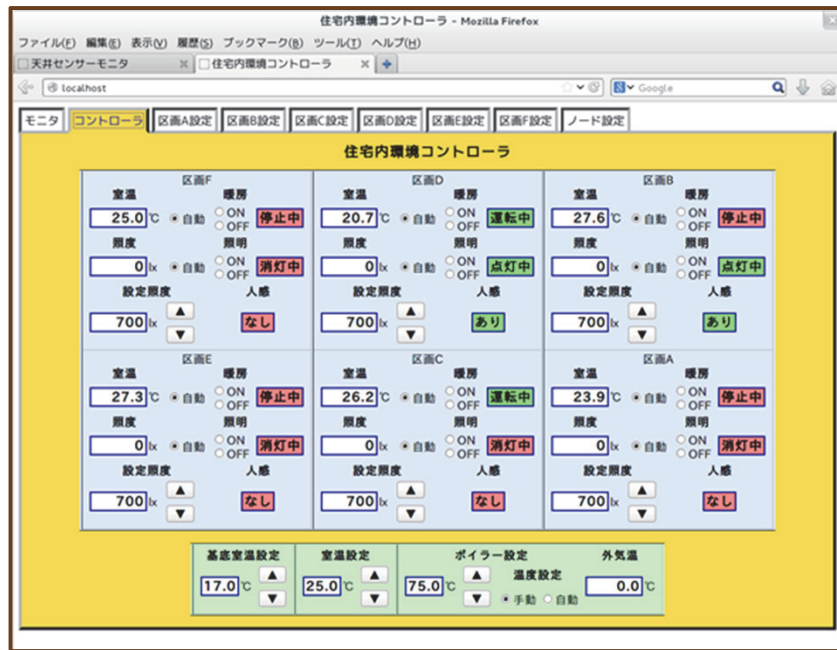 住宅内環境コントローラ - Mozilla Firefox
ファイル(F) 編集(E) 表示(V) 履歴(S) ブックマーク(B) ツール(T) ヘルプ(H)
天井センサーモニタ 住宅内環境コントローラ
localhost Google
モニタ コントローラ 区画A設定 区画B設定 区画C設定 区画D設定 区画E設定 区画F設定 ノード設定
住宅内環境コントローラ
区画F
室温 暖房
25.0 ℃ 自動 ON OFF 停止中
照度 照明
0 lx 自動 ON OFF 消灯中
設定照度 人感
700 lx ▲ ▼ なし
区画D
室温 暖房
20.7 ℃ 自動 ON OFF 運転中
照度 照明
0 lx 自動 ON OFF 点灯中
設定照度 人感
700 lx ▲ ▼ あり
区画B
室温 暖房
27.6 ℃ 自動 ON OFF 停止中
照度 照明
0 lx 自動 ON OFF 点灯中
設定照度 人感
700 lx ▲ ▼ あり
区画E
室温 暖房
27.3 ℃ 自動 ON OFF 停止中
照度 照明
0 lx 自動 ON OFF 消灯中
設定照度 人感
700 lx ▲ ▼ なし
区画C
室温 暖房
26.2 ℃ 自動 ON OFF 運転中
照度 照明
0 lx 自動 ON OFF 消灯中
設定照度 人感
700 lx ▲ ▼ なし
区画A
室温 暖房
23.9 ℃ 自動 ON OFF 停止中
照度 照明
0 lx 自動 ON OFF 消灯中
設定照度 人感
700 lx ▲ ▼ なし
基底室温設定
17.0 ℃ ▲ ▼
室温設定
25.0 ℃ ▲ ▼
ボイラー設定 外気温
75.0 ℃ ▲ ▼ 温度設定 0.0 ℃
手動 自動